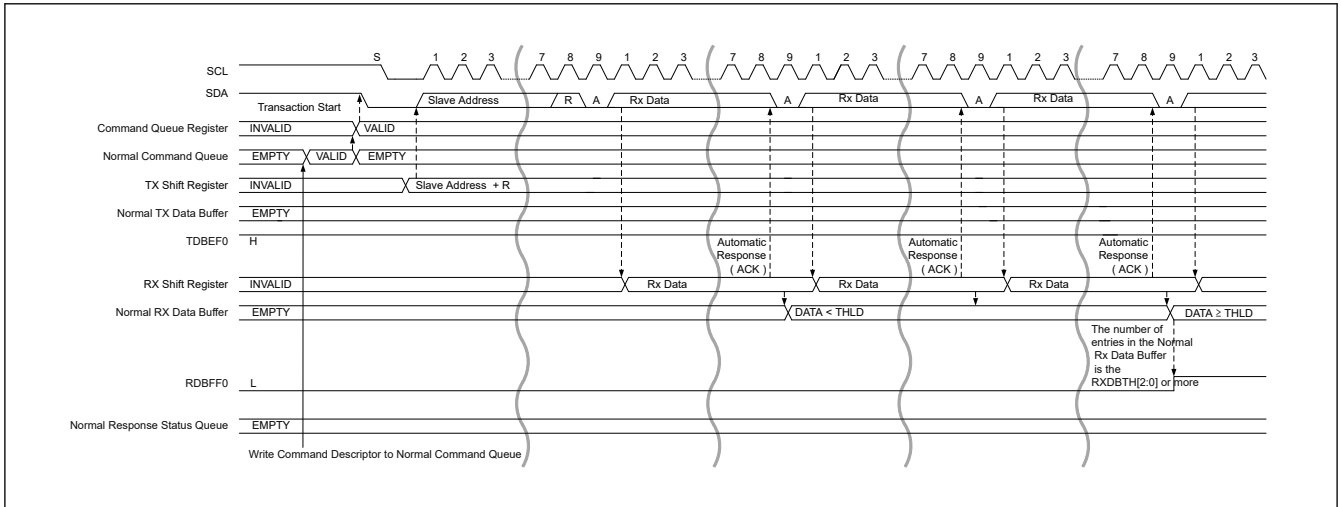 S 1 2 3 7 8 9 1 2 3 7 8 9 1 2 3 7 8 9 1 2 3 7 8 9 1 2 3
SCL
SDA Slave Address R A Rx Data A Rx Data A Rx Data A
Transaction Start
Command Queue Register INVALID VALID
Normal Command Queue EMPTY VALID EMPTY
TX Shift Register INVALID Slave Address + R
Normal TX Data Buffer EMPTY
TDBEF0 H
Automatic Response ( ACK )
Automatic Response ( ACK )
Automatic Response ( ACK )
RX Shift Register INVALID Rx Data Rx Data Rx Data
Normal RX Data Buffer EMPTY DATA < THLD DATA ≥ THLD
The number of
entries in the Normal
Rx Data Buffer
is the
RXDBTH[2:0] or more
RDBFF0 L
Normal Response Status Queue EMPTY
Write Command Descriptor to Normal Command Queue